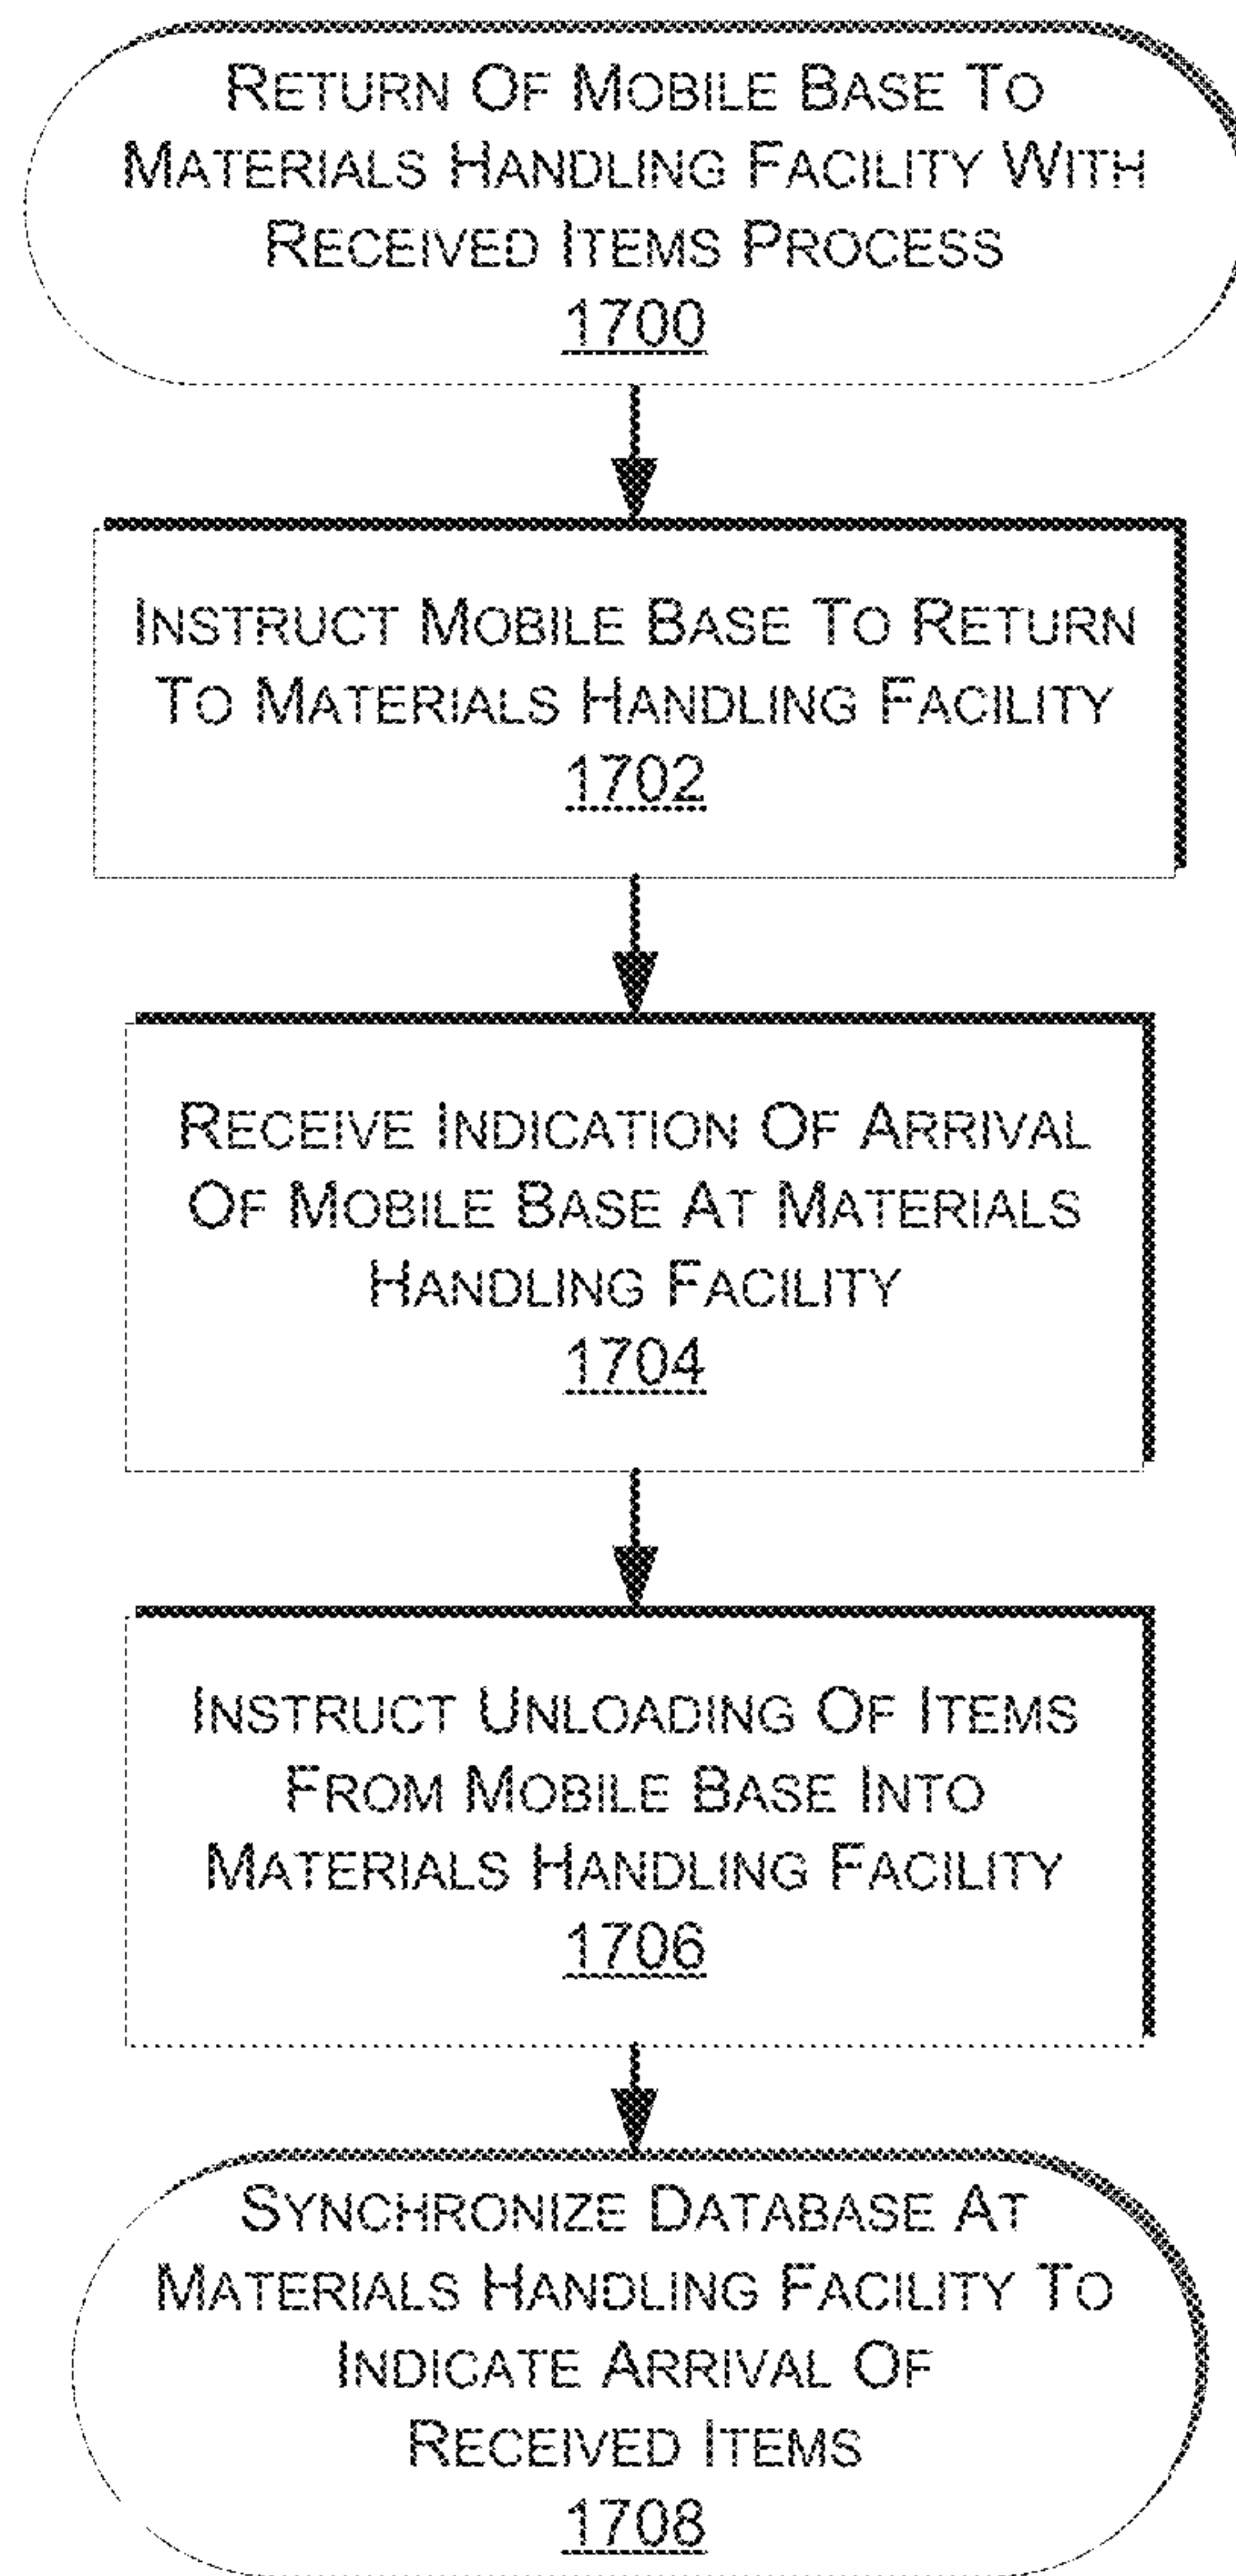 RETURN OF MOBILE BASE TO
MATERIALS HANDLING FACILITY WITH
RECEIVED ITEMS PROCESS
1700
INSTRUCT MOBILE BASE TO RETURN
TO MATERIALS HANDLING FACILITY
1702
RECEIVE INDICATION OF ARRIVAL
OF MOBILE BASE AT MATERIALS
HANDLING FACILITY
1704
INSTRUCT UNLOADING OF ITEMS
FROM MOBILE BASE INTO
MATERIALS HANDLING FACILITY
1706
SYNCHRONIZE DATABASE AT
MATERIALS HANDLING FACILITY TO
INDICATE ARRIVAL OF
RECEIVED ITEMS
1708